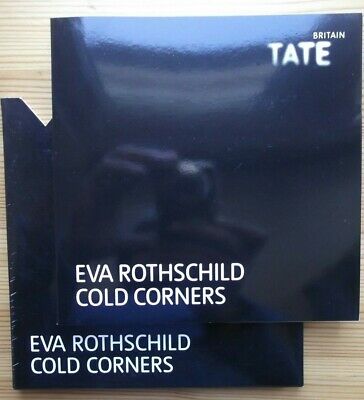 BRITAIN
TATE
EVA ROTHSCHILD
COLD CORNERS
EVA ROTHSCHILD
COLD CORNERS